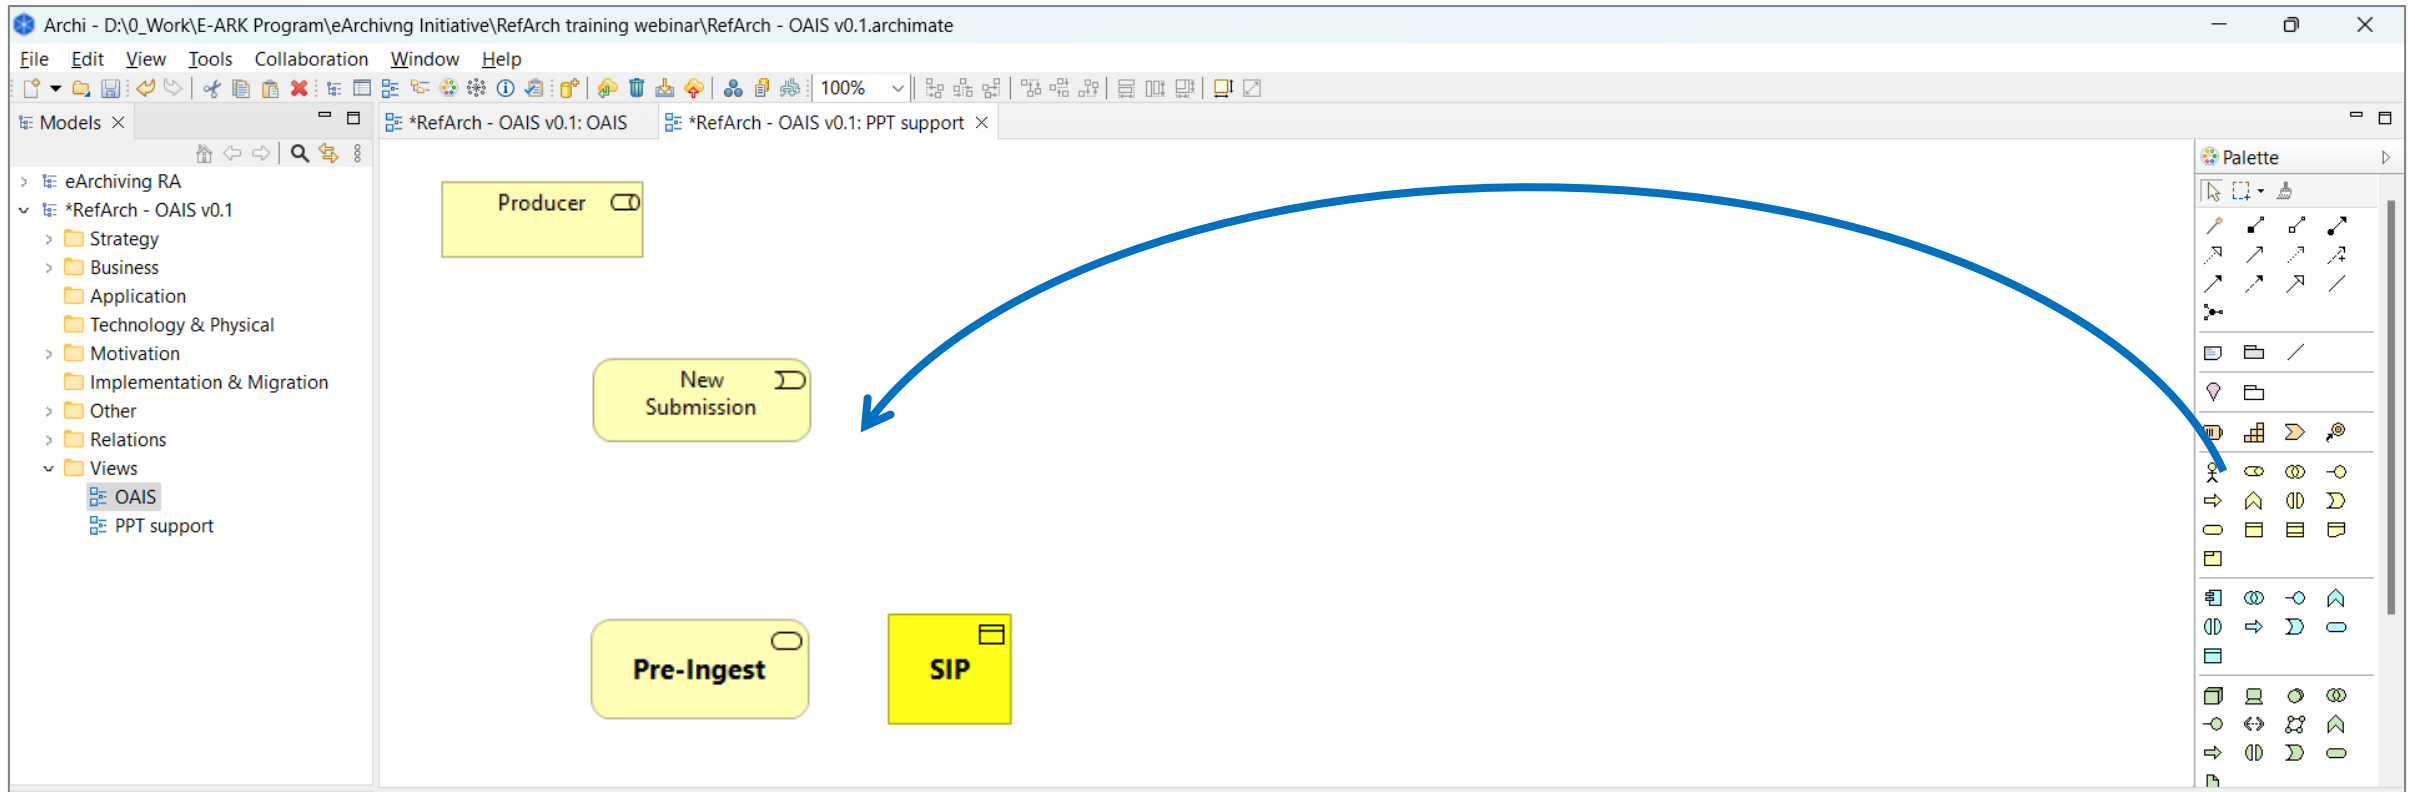 Archi - D:\0_Work\E-ARK Program\eArchivng Initiative\RefArch training webinar\RefArch - OAIS v0.1.archimate
File Edit View Tools Collaboration Window Help
100%
Models
*RefArch - OAIS v0.1: OAIS
*RefArch - OAIS v0.1: PPT support
Palette
eArchiving RA
*RefArch - OAIS v0.1
Strategy
Business
Application
Technology & Physical
Motivation
Implementation & Migration
Other
Relations
Views
OAIS
PPT support
Producer
New
Submission
Pre-Ingest
SIP